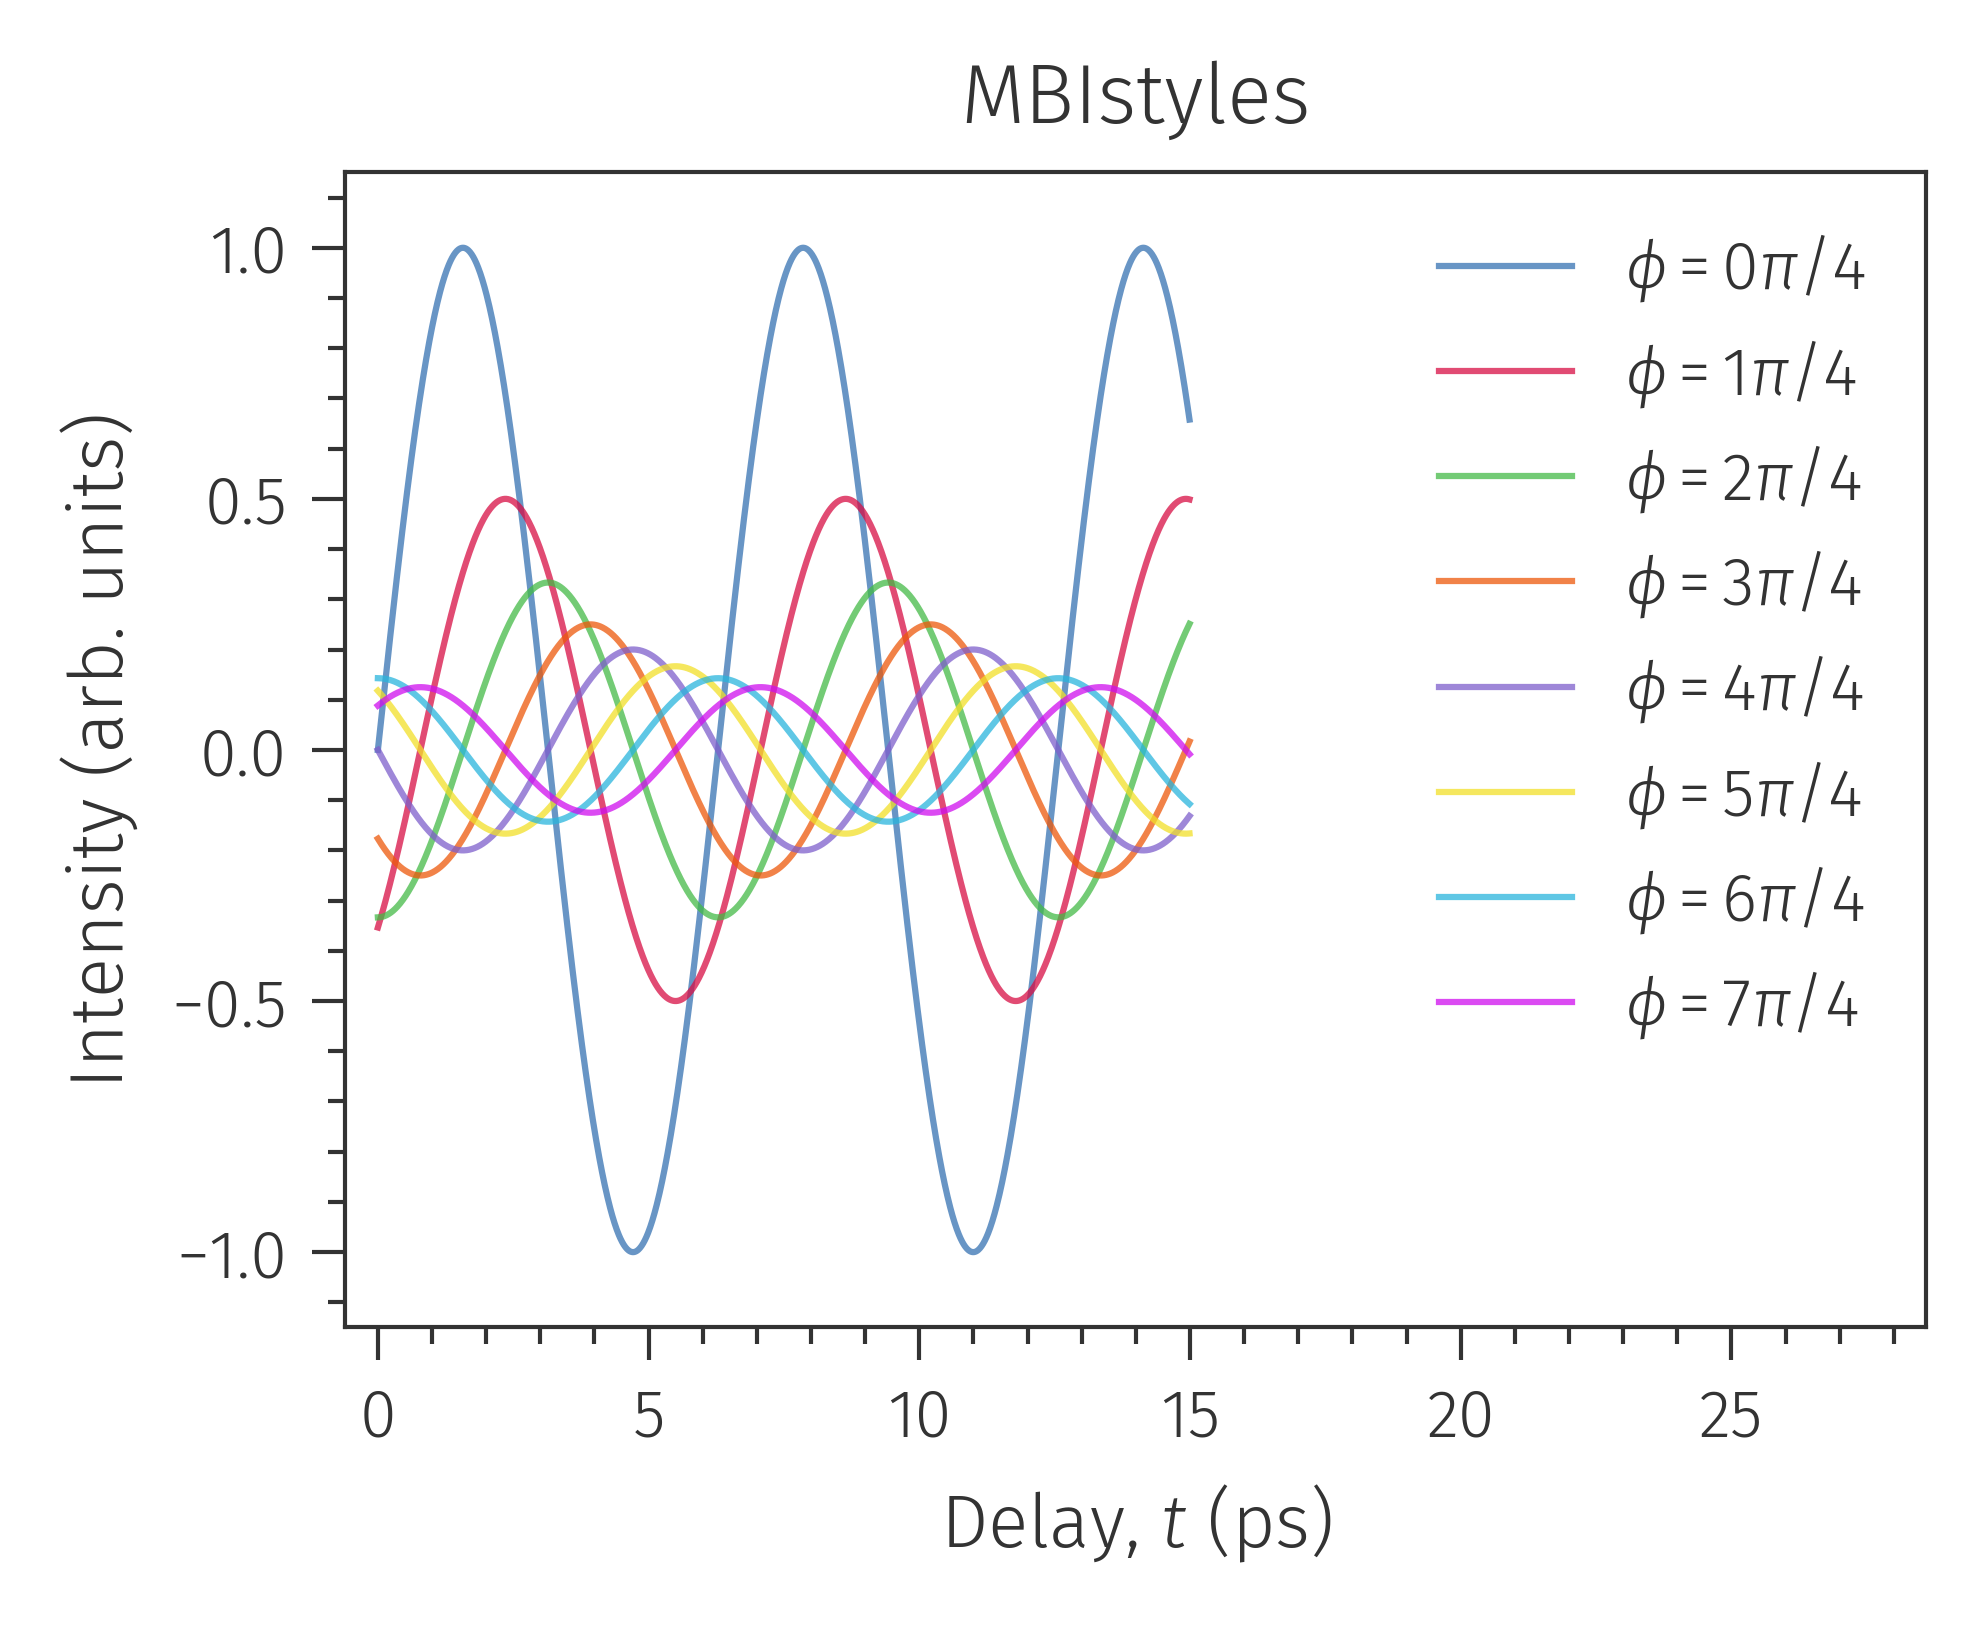 MBIstyles
Intensity (arb. units)
1.0
0.5
0.0
−0.5
−1.0
0 5 10 15 20 25
Delay, t (ps)
ϕ = 0π/4
ϕ = 1π/4
ϕ = 2π/4
ϕ = 3π/4
ϕ = 4π/4
ϕ = 5π/4
ϕ = 6π/4
ϕ = 7π/4